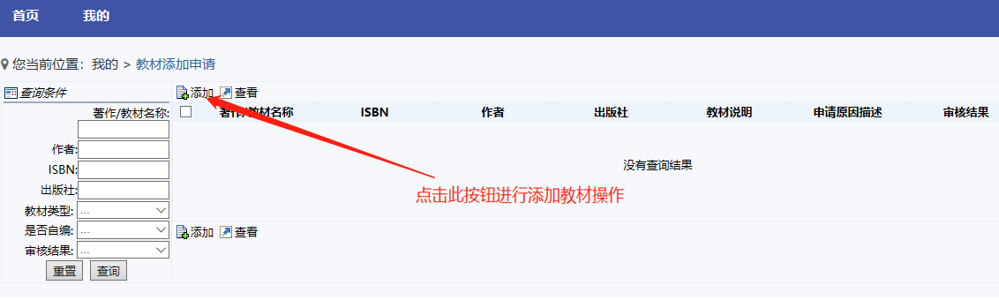 首页 我的
您当前位置：我的 > 教材添加申请
查询条件
著作/教材名称:
作者:
ISBN:
出版社:
教材类型: ...
是否自编: ...
审核结果: ...
重置 查询
添加 查看
著作/教材名称 ISBN 作者 出版社 教材说明 申请原因描述 审核结果
没有查询结果
点击此按钮进行添加教材操作
添加 查看